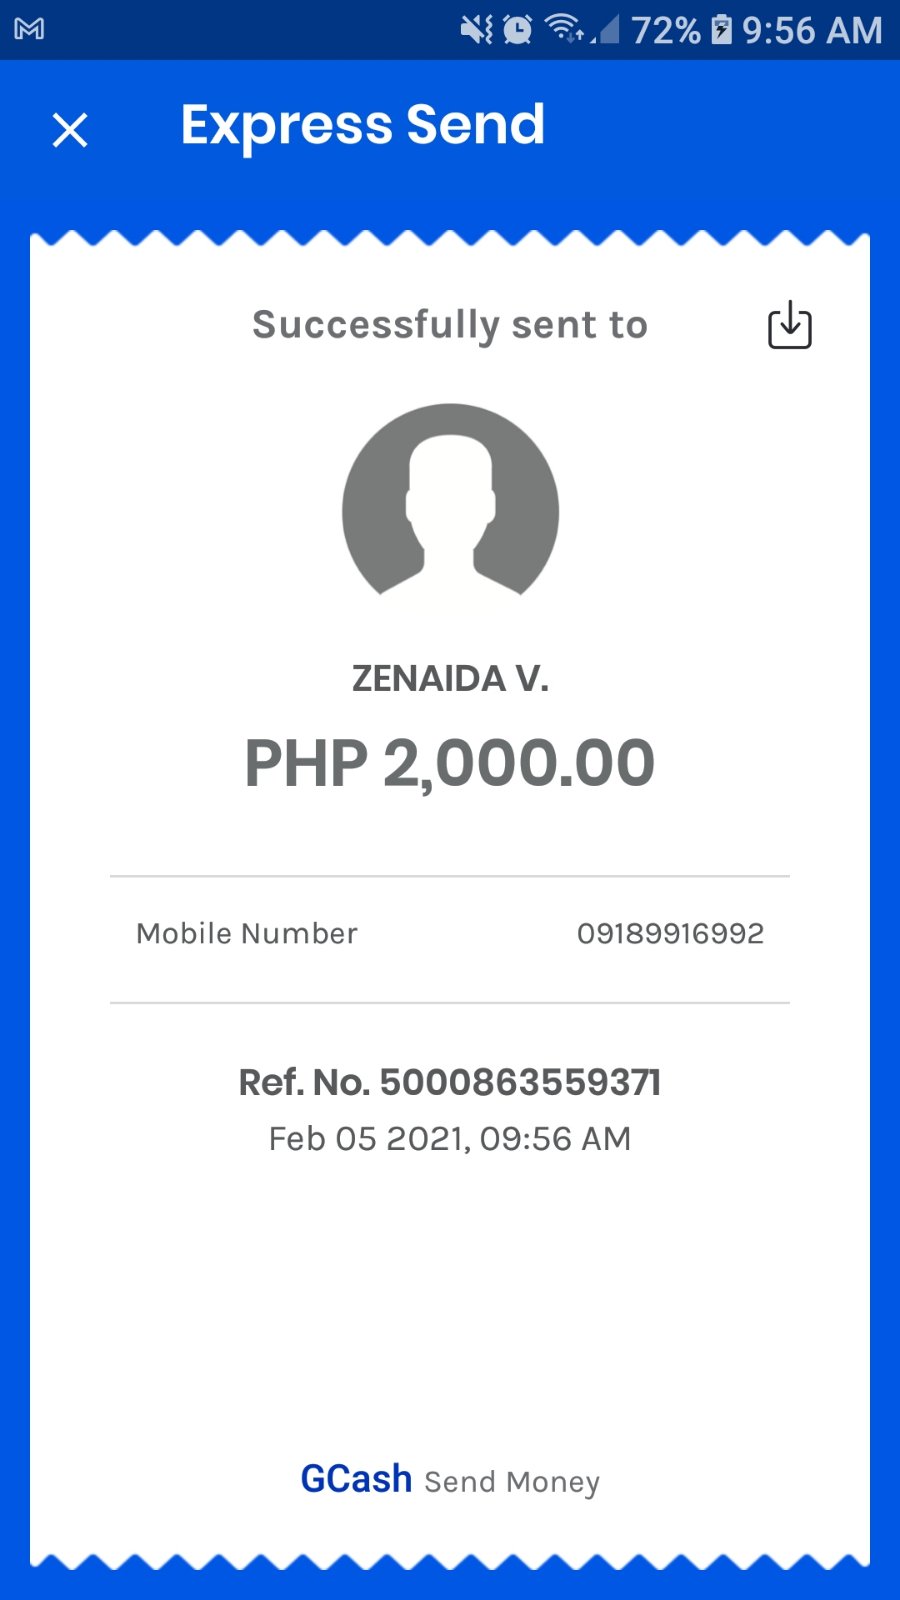 72% 9:56 AM
Express Send
Successfully sent to
ZENAIDA V.
PHP 2,000.00
Mobile Number 09189916992
Ref. No. 5000863559371
Feb 05 2021, 09:56 AM
GCash Send Money